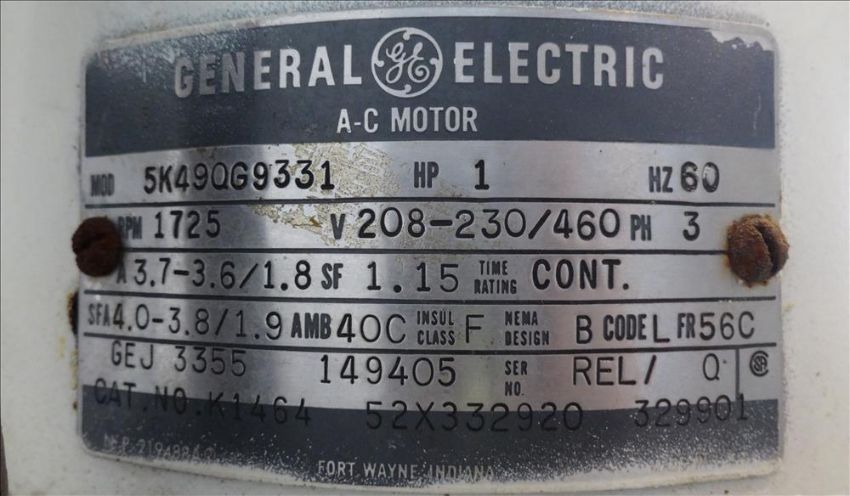 GENERAL GE ELECTRIC
A-C MOTOR
MOD 5K49QG9331 HP 1 HZ 60
RPM 1725 V 208-230/460 PH 3
A 3.7-3.6/1.8 SF 1.15 TIME RATING CONT.
SFA 4.0-3.8/1.9 AMB 40C INSUL CLASS F NEMA DESIGN B CODE L FR 56C
GEJ 3355 149405 SER NO. REL/ Q
CAT.NO.K1464 52X332920 329901
FORT WAYNE, INDIANA